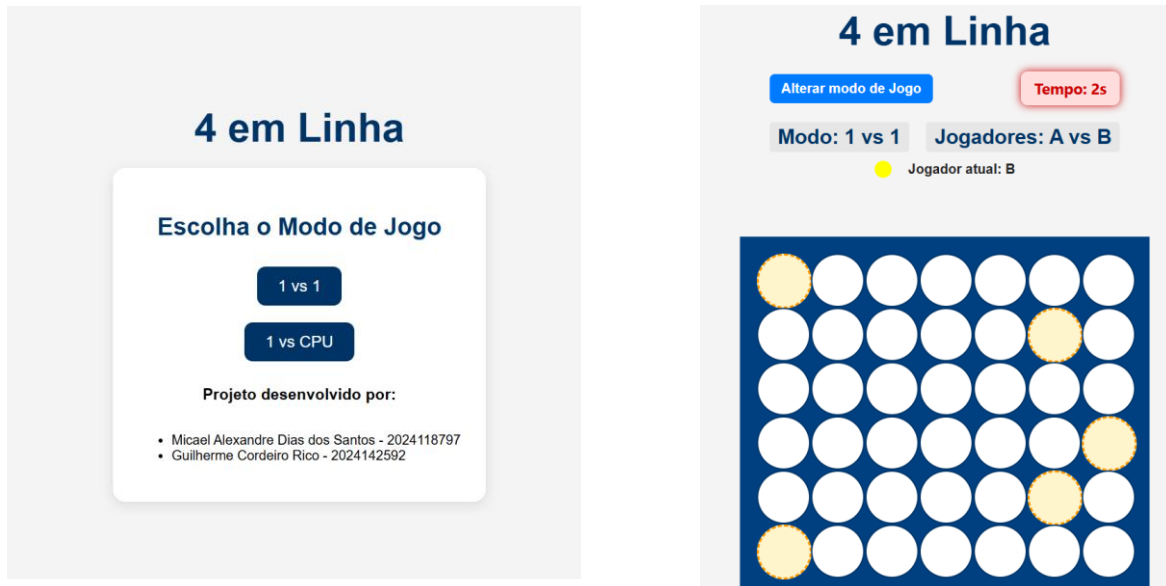 4 em Linha
Escolha o Modo de Jogo
1 vs 1
1 vs CPU
Projeto desenvolvido por:
• Micael Alexandre Dias dos Santos - 2024118797
• Guilherme Cordeiro Rico - 2024142592
4 em Linha
Alterar modo de Jogo
Tempo: 2s
Modo: 1 vs 1
Jogadores: A vs B
Jogador atual: B